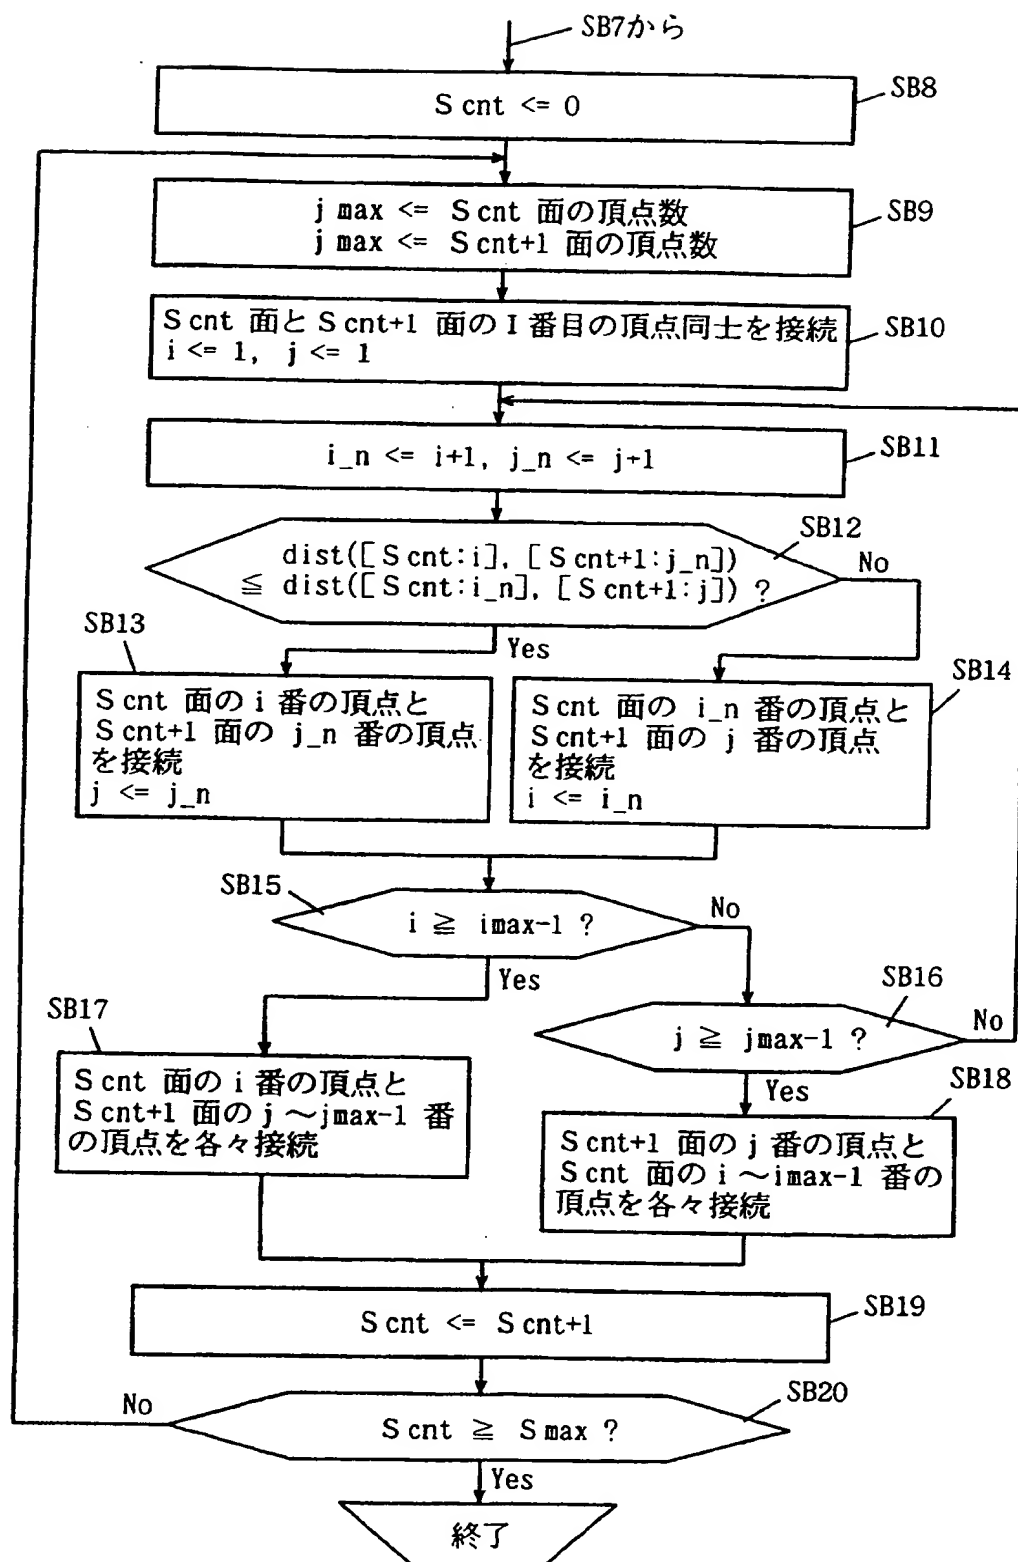 SB7から
S cnt <= 0
SB8
j max <= S cnt 面の頂点数
j max <= S cnt+1 面の頂点数
SB9
S cnt 面と S cnt+1 面の I 番目の頂点同士を接続
i <= 1, j <= 1
SB10
i_n <= i+1, j_n <= j+1
SB11
dist([S cnt:i], [S cnt+1:j_n])
≦ dist([S cnt:i_n], [S cnt+1:j]) ?
SB12
No
Yes
SB13
S cnt 面の i 番の頂点と
S cnt+1 面の j_n 番の頂点
を接続
j <= j_n
SB14
S cnt 面の i_n 番の頂点と
S cnt+1 面の j 番の頂点
を接続
i <= i_n
SB15
i ≧ imax-1 ?
No
Yes
SB16
j ≧ jmax-1 ?
No
Yes
SB17
S cnt 面の i 番の頂点と
S cnt+1 面の j ～jmax-1 番
の頂点を各々接続
SB18
S cnt+1 面の j 番の頂点と
S cnt 面の i ～imax-1 番の
頂点を各々接続
S cnt <= S cnt+1
SB19
S cnt ≧ S max ?
SB20
No
Yes
終了